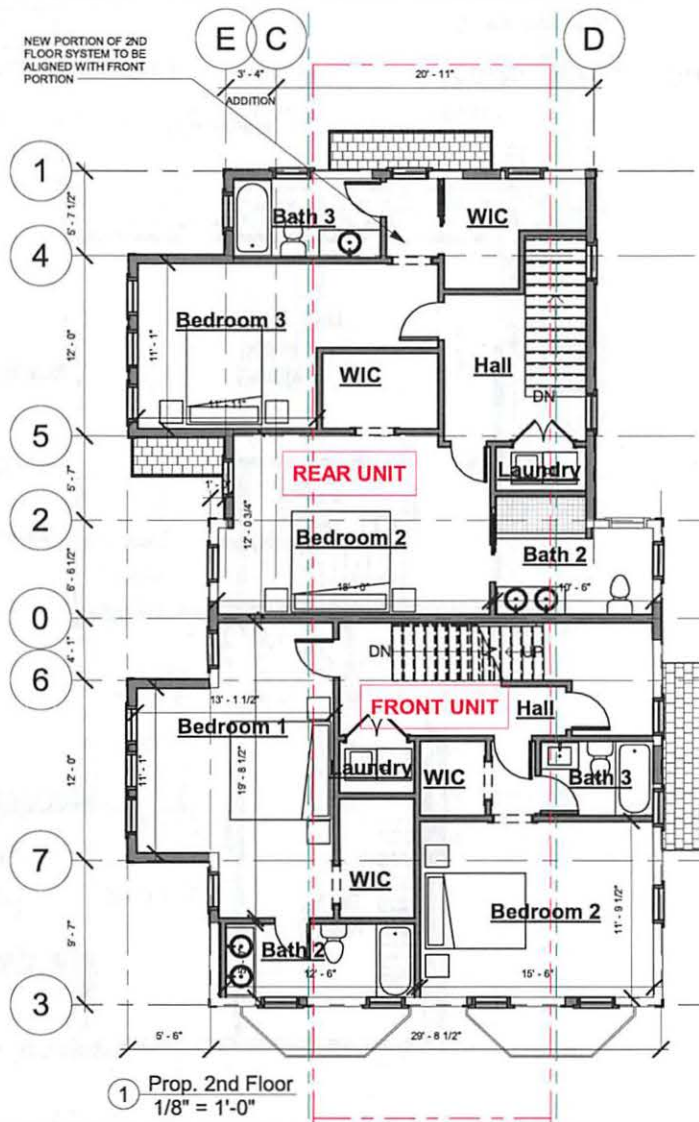 NEW PORTION OF 2ND
FLOOR SYSTEM TO BE
ALIGNED WITH FRONT
PORTION
E
C
D
3' - 4"
20' - 11"
ADDITION
1
5' - 7 1/2"
Bath 3
WIC
4
12' - 0"
11' - 1"
Bedroom 3
11' - 11"
WIC
Hall
DN
5
5' - 7"
REAR UNIT
Laundry
12' - 0 3/4"
2
6' - 6 1/2"
Bedroom 2
18' - 0"
Bath 2
10' - 6"
0
4' - 1"
DN
UP
6
13' - 1 1/2"
FRONT UNIT
Hall
Bedroom 1
12' - 0"
11' - 1"
19' - 8 1/2"
Laundry
WIC
Bath 3
7
WIC
Bedroom 2
11' - 9 1/2"
9' - 7"
Bath 2
12' - 6"
15' - 6"
3
5' - 6"
29' - 8 1/2"
1
Prop. 2nd Floor
1/8" = 1'-0"